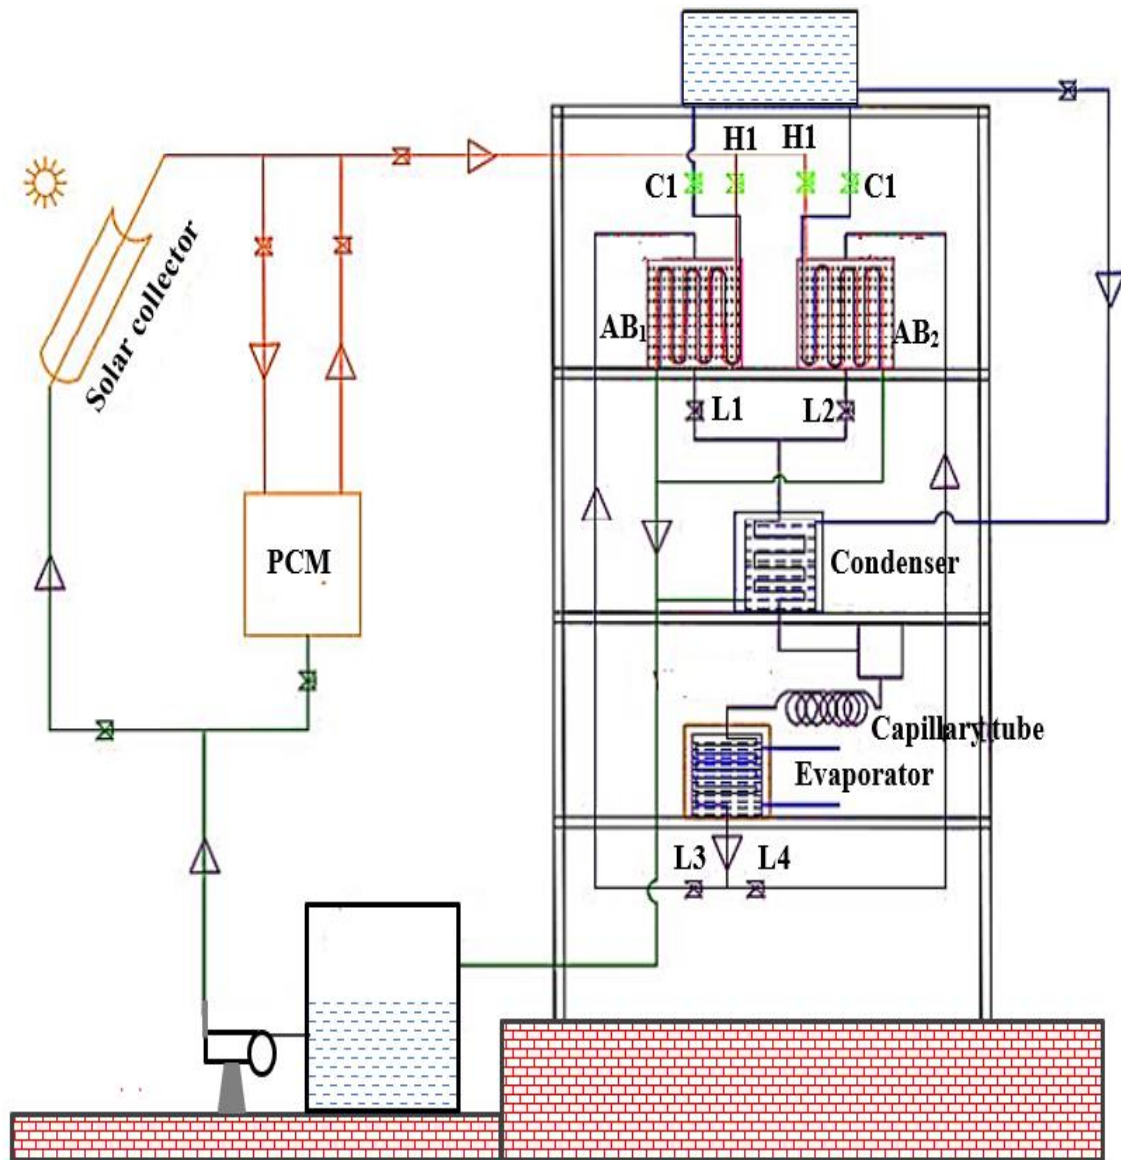 H1 H1
C1 C1
Solar collector
AB₁ AB₂
L1 L2
PCM
Condenser
Capillary tube
Evaporator
L3 L4